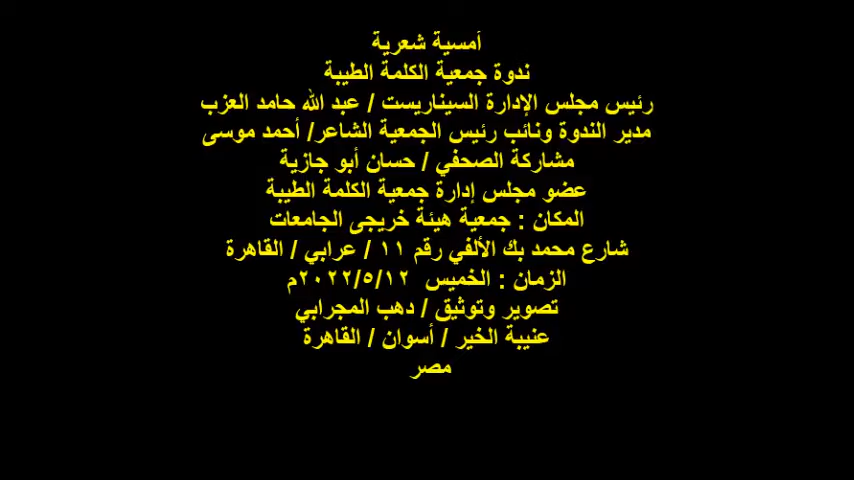 أمسية شعرية
ندوة جمعية الكلمة الطيبة
رئيس مجلس الإدارة السيناريست / عبد الله حامد العزب
مدير الندوة ونائب رئيس الجمعية الشاعر/ أحمد موسى
مشاركة الصحفي / حسان أبو جازية
عضو مجلس إدارة جمعية الكلمة الطيبة
المكان : جمعية هيئة خريجى الجامعات
شارع محمد بك الألفي رقم ١١ / عرابي / القاهرة
الزمان : الخميس ٢٠٢٢/٥/١٢م
تصوير وتوثيق / دهب المجرابي
عنيبة الخير / أسوان / القاهرة
مصر